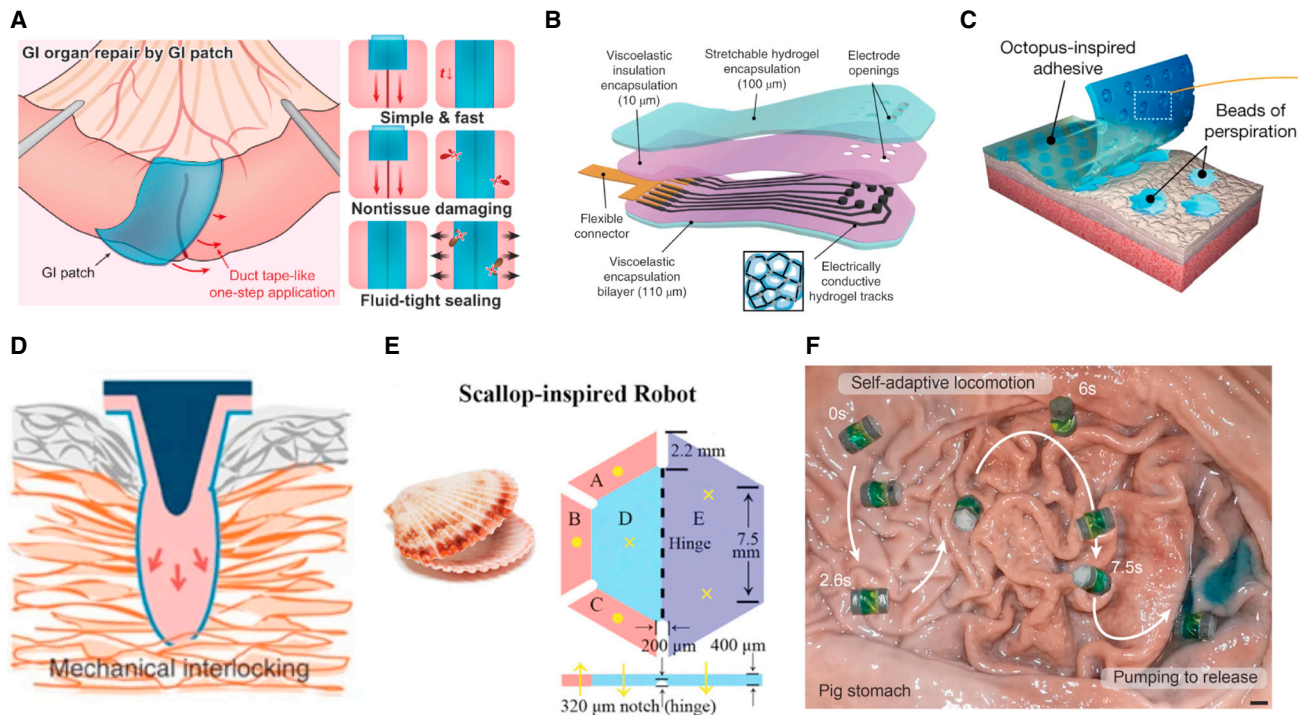 A
GI organ repair by GI patch
t↓
Simple & fast
Nontissue damaging
GI patch
Duct tape-like
one-step application
Fluid-tight sealing
B
Viscoelastic
insulation
encapsulation
(10 μm)
Stretchable hydrogel
encapsulation
(100 μm)
Electrode
openings
Flexible
connector
Viscoelastic
encapsulation
bilayer (110 μm)
Electrically
conductive
hydrogel tracks
C
Octopus-inspired
adhesive
Beads of
perspiration
D
Mechanical interlocking
E
Scallop-inspired Robot
2.2 mm
A
B
D
E
Hinge
7.5
mm
C
200 μm
400 μm
320 μm notch (hinge)
F
Self-adaptive locomotion
0s
6s
2.6s
7.5s
Pumping to release
Pig stomach